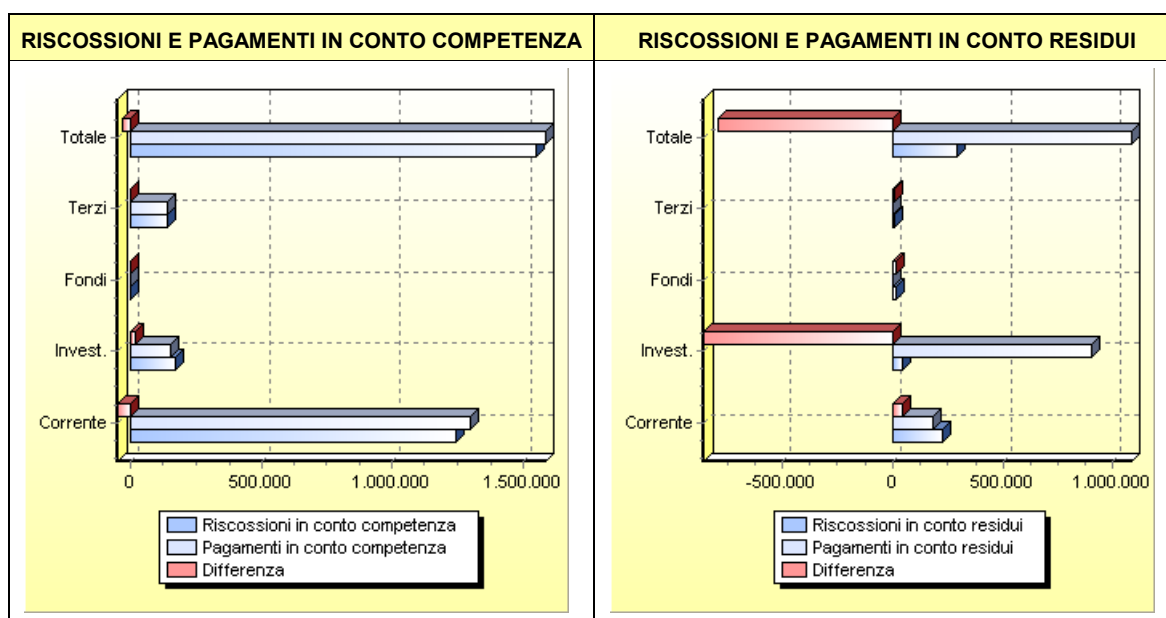 RISCOSSIONI E PAGAMENTI IN CONTO COMPETENZA
Totale
Terzi
Fondi
Invest.
Corrente
0 500.000 1.000.000 1.500.000
Riscossioni in conto competenza
Pagamenti in conto competenza
Differenza
RISCOSSIONI E PAGAMENTI IN CONTO RESIDUI
Totale
Terzi
Fondi
Invest.
Corrente
-500.000 0 500.000 1.000.000
Riscossioni in conto residui
Pagamenti in conto residui
Differenza